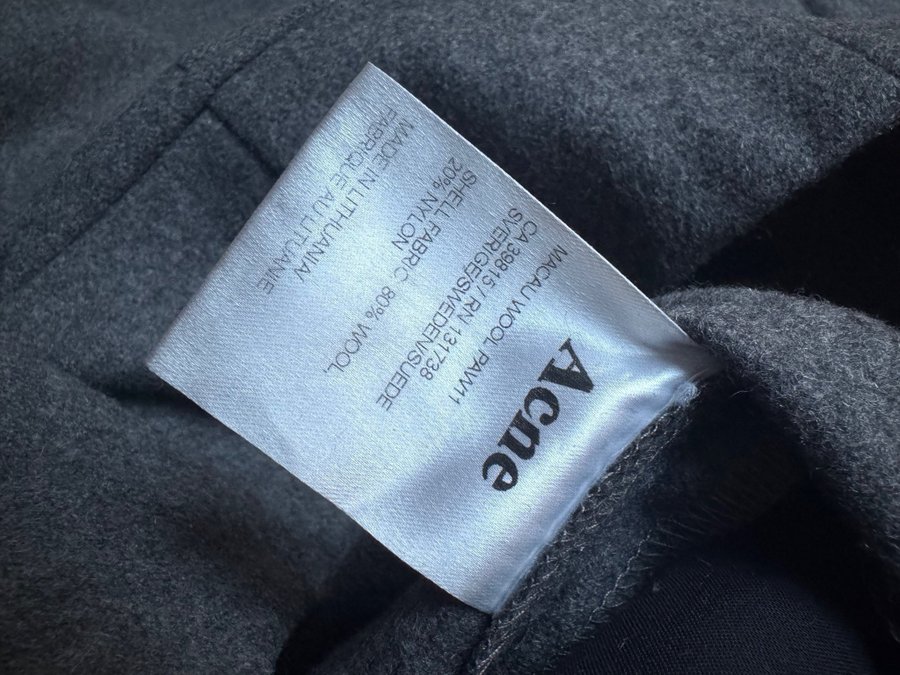 Acne
MACAU WOOL PAW11
CA 39815 / RN 131738
SVERIGE/SWEDEN/SUEDE
SHELL FABRIC: 80% WOOL
20% NYLON
MADE IN LITHUANIA/
FABRIQUE AU LITUANIE